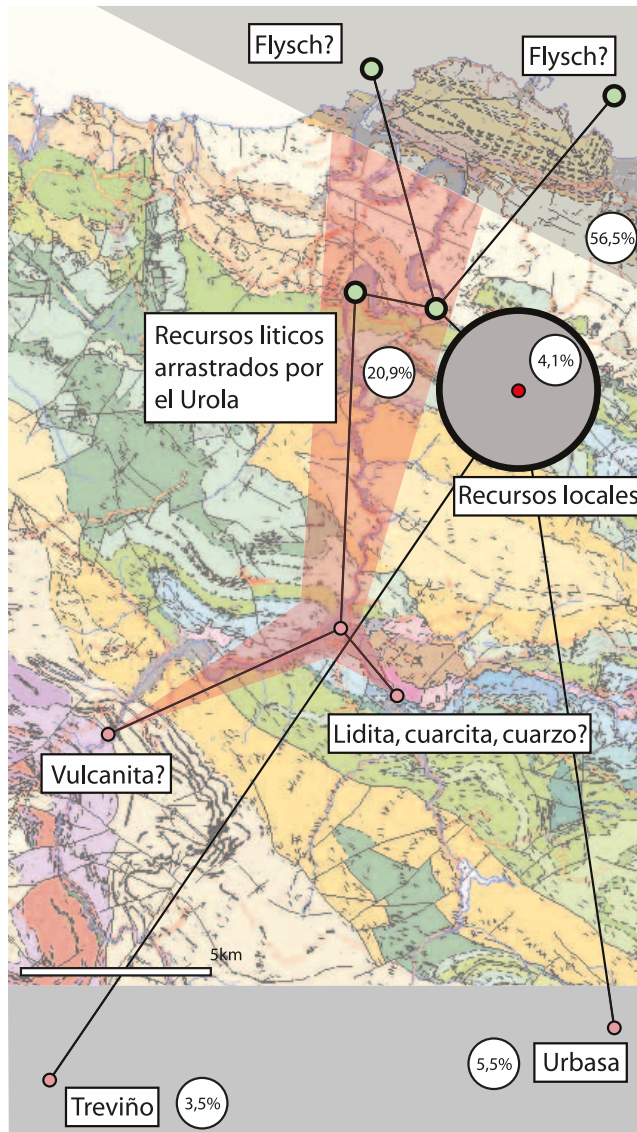 Flysch?
Flysch?
56,5%
Recursos liticos
arrastrados por
el Urola
20,9%
4,1%
Recursos locales
Lidita, cuarcita, cuarzo?
Vulcanita?
5km
Urbasa
5,5%
Treviño
3,5%